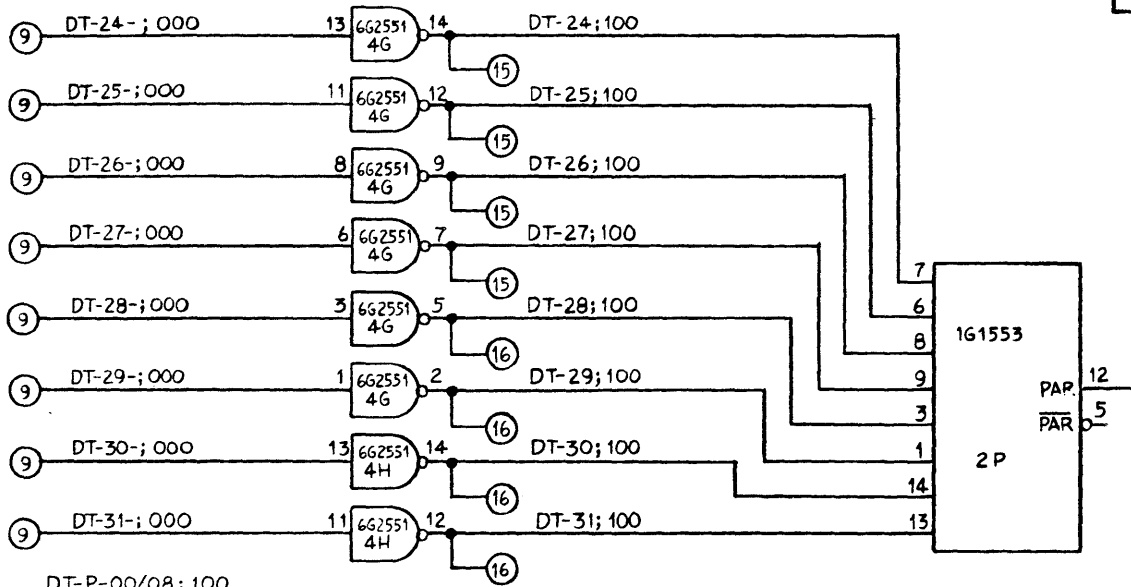 9 DT-24-;000 13 6G2551 4G 14 DT-24;100
15
7
9 DT-25-;000 11 6G2551 4G 12 DT-25;100
15
6
9 DT-26-;000 8 6G2551 4G 9 DT-26;100
15
8
9 DT-27-;000 6 6G2551 4G 7 DT-27;100
15
9
9 DT-28-;000 3 6G2551 4G 5 DT-28;100
16
3
9 DT-29-;000 1 6G2551 4G 2 DT-29;100
16
1
9 DT-30-;000 13 6G2551 4H 14 DT-30;100
16
14
9 DT-31-;000 11 6G2551 4H 12 DT-31;100
16
13
1G1553
PAR. 12
PAR 5
2P
DT-P-00/08;100